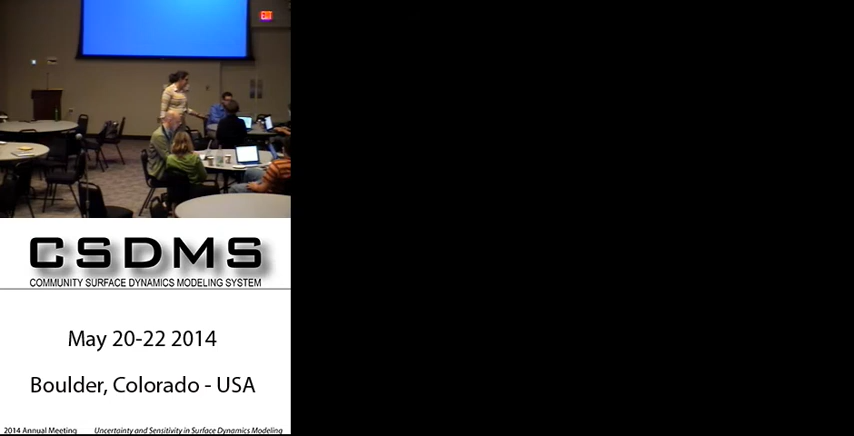 EXIT
CSDMS
COMMUNITY SURFACE DYNAMICS MODELING SYSTEM
May 20-22 2014
Boulder, Colorado - USA
2014 Annual Meeting Uncertainty and Sensitivity in Surface Dynamics Modeling